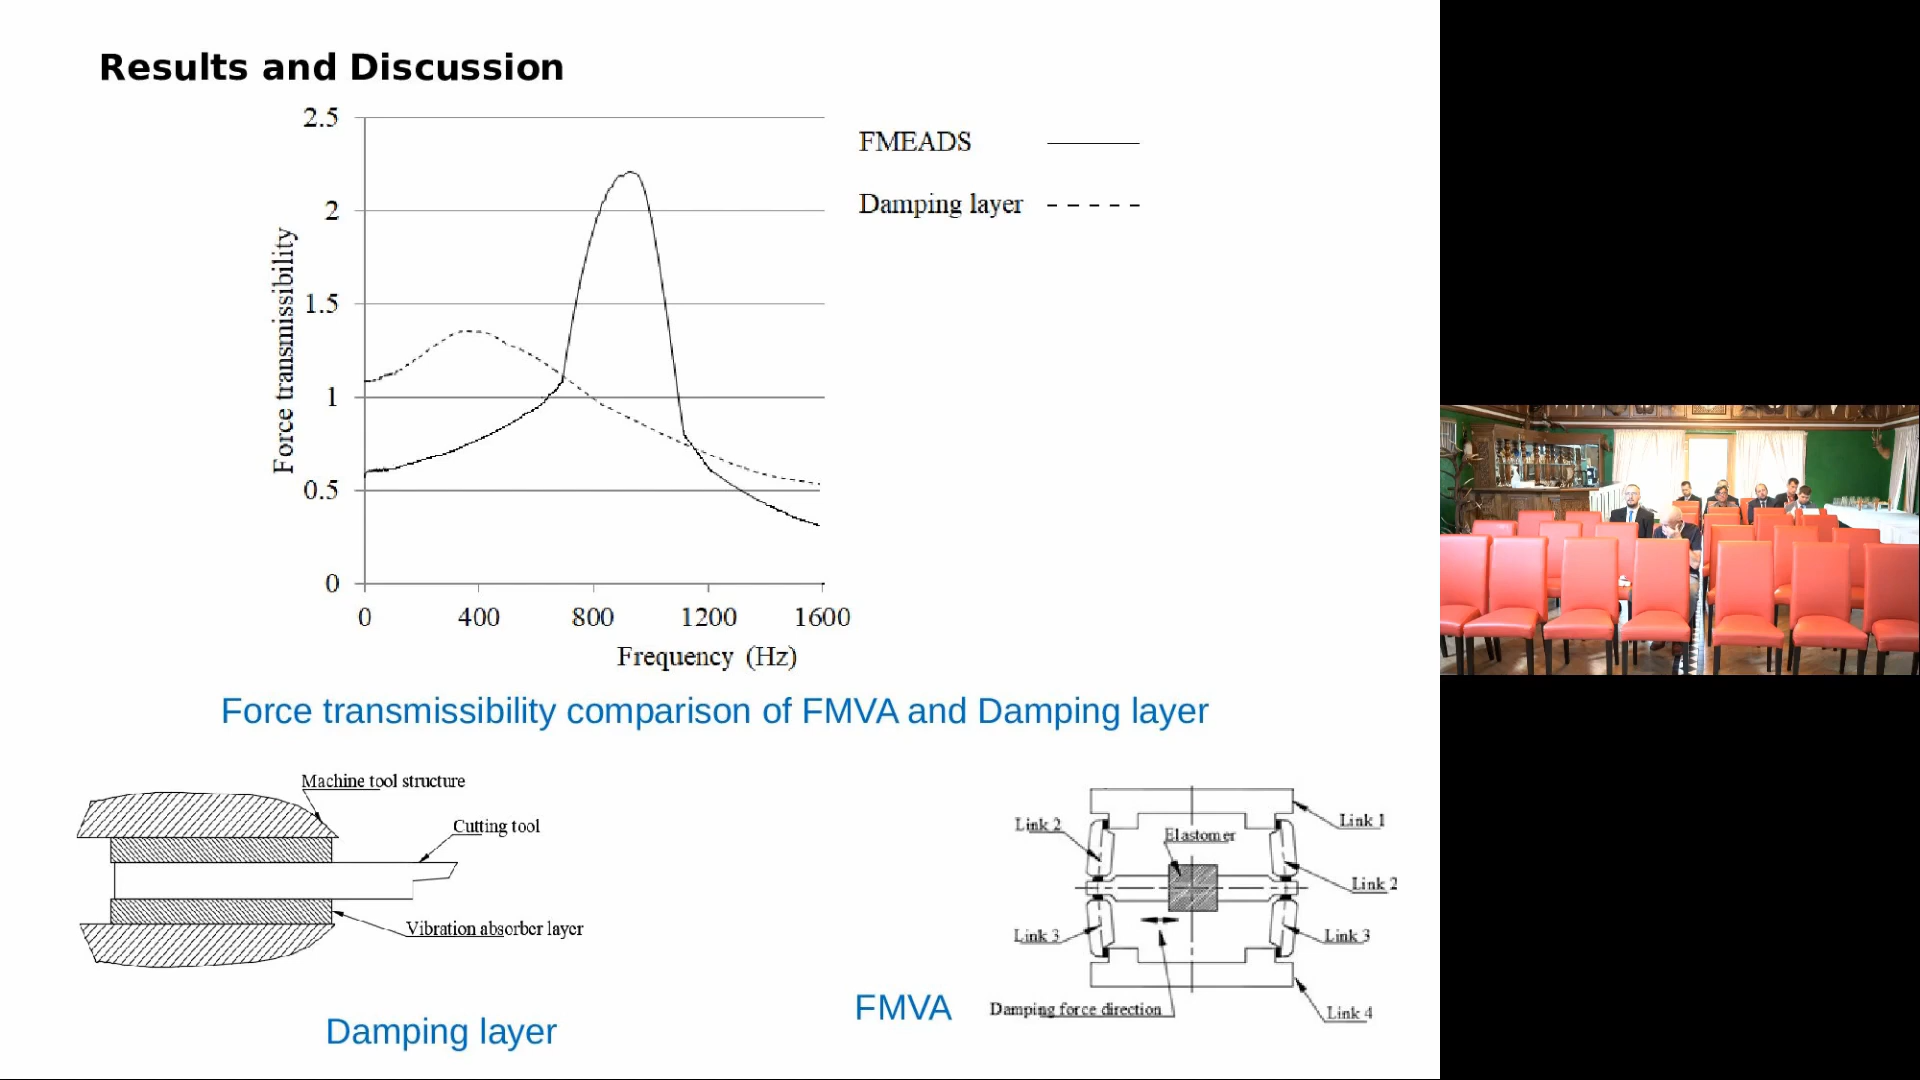 Results and Discussion
2.5
2
1.5
1
0.5
0
Force transmissibility
0 400 800 1200 1600
Frequency (Hz)
FMEADS
Damping layer
Force transmissibility comparison of FMVA and Damping layer
Machine tool structure
Cutting tool
Vibration absorber layer
Damping layer
FMVA
Link 1
Link 2
Elastomer
Link 2
Link 3
Link 3
Damping force direction
Link 4